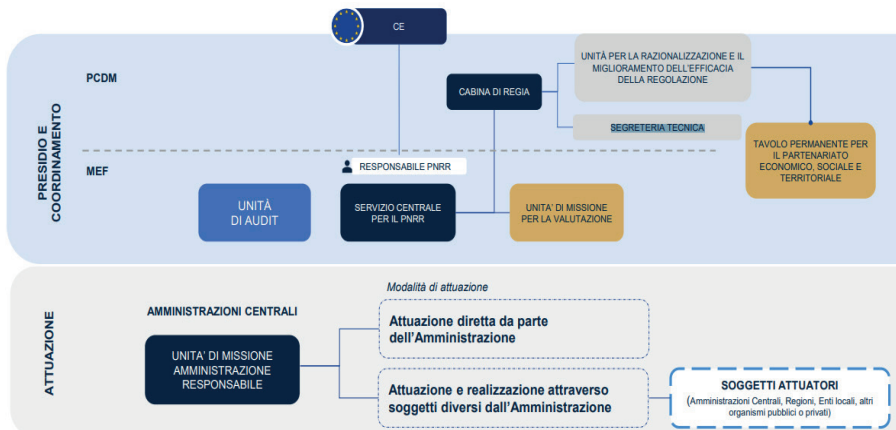 CE
PCDM
UNITÀ PER LA RAZIONALIZZAZIONE E IL
MIGLIORAMENTO DELL'EFFICACIA
DELLA REGOLAZIONE
CABINA DI REGIA
SEGRETERIA TECNICA
TAVOLO PERMANENTE PER
IL PARTENARIATO
ECONOMICO, SOCIALE E
TERRITORIALE
PRESIDIO E
COORDINAMENTO
MEF
RESPONSABILE PNRR
UNITÀ
DI AUDIT
SERVIZIO CENTRALE
PER IL PNRR
UNITA' DI MISSIONE
PER LA VALUTAZIONE
ATTUAZIONE
Modalità di attuazione
AMMINISTRAZIONI CENTRALI
UNITA' DI MISSIONE
AMMINISTRAZIONE
RESPONSABILE
Attuazione diretta da parte
dell'Amministrazione
Attuazione e realizzazione attraverso
soggetti diversi dall'Amministrazione
SOGGETTI ATTUATORI
(Amministrazioni Centrali, Regioni, Enti locali, altri
organismi pubblici o privati)